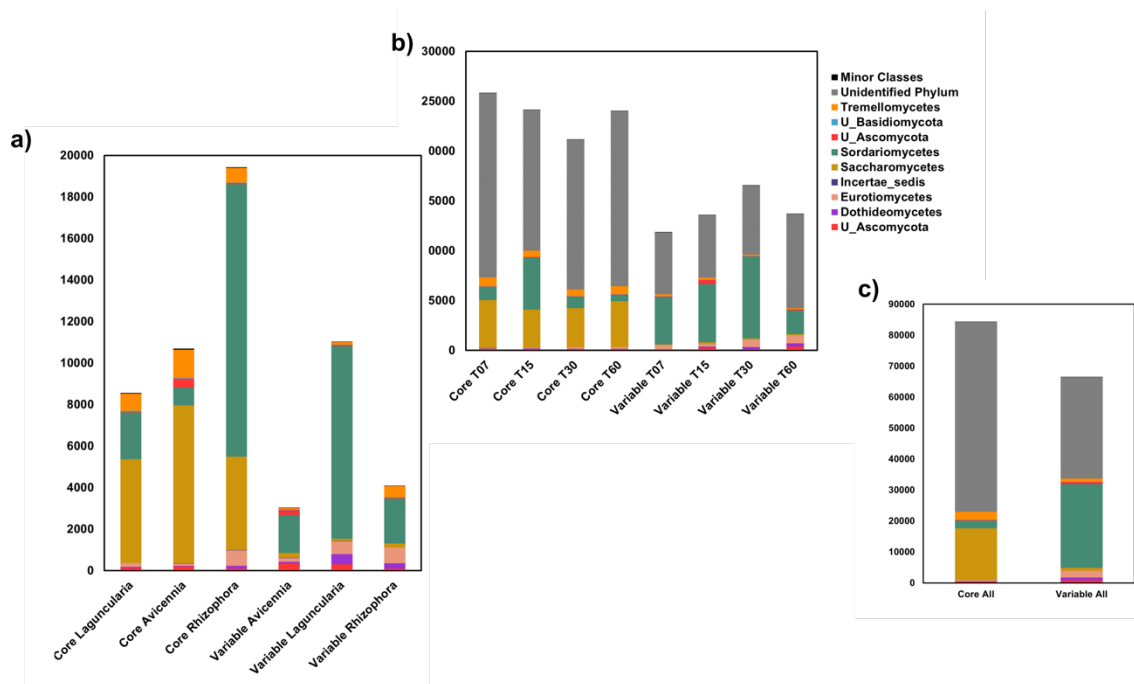 a)
20000
18000
16000
14000
12000
10000
8000
6000
4000
2000
0
Core Laguncularia
Core Avicennia
Core Rhizophora
Variable Avicennia
Variable Laguncularia
Variable Rhizophora
b)
30000
25000
0000
5000
0000
5000
0
Core T07
Core T15
Core T30
Core T60
Variable T07
Variable T15
Variable T30
Variable T60
Minor Classes
Unidentified Phylum
Tremellomycetes
U_Basidiomycota
U_Ascomycota
Sordariomycetes
Saccharomycetes
Incertae_sedis
Eurotiomycetes
Dothideomycetes
U_Ascomycota
c)
90000
80000
70000
60000
50000
40000
30000
20000
10000
0
Core All
Variable All